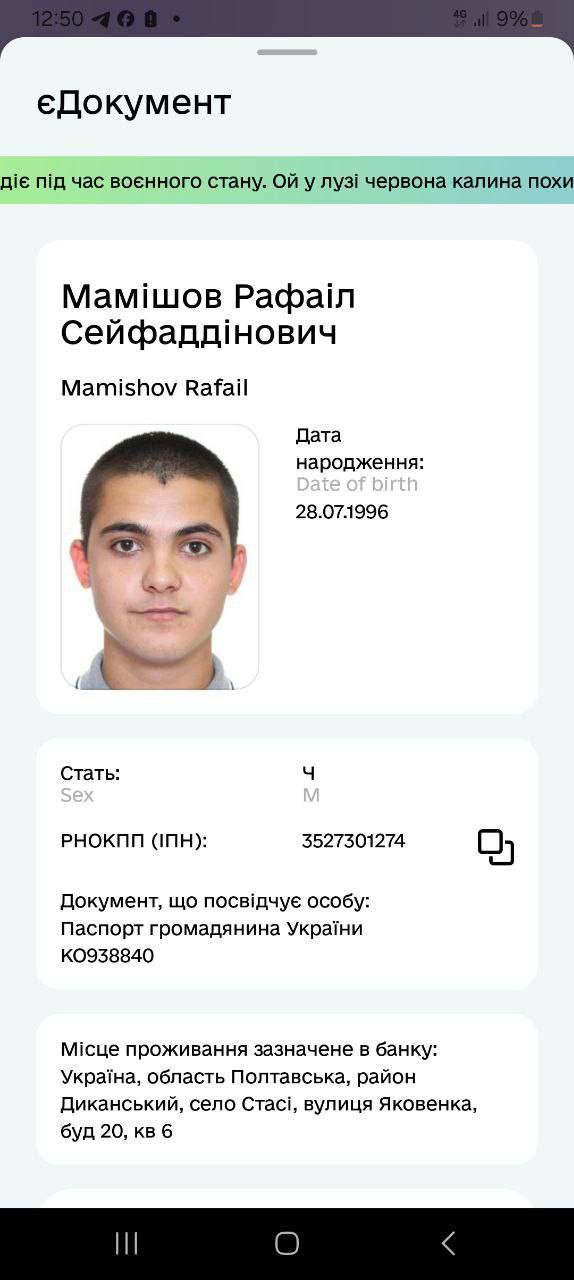 12:50
4G
9%
єДокумент
діє під час воєнного стану. Ой у лузі червона калина похи
Мамішов Рафаіл
Сейфаддінович
Mamishov Rafail
Дата
народження:
Date of birth
28.07.1996
Стать: Ч
Sex M
РНОКПП (ІПН): 3527301274
Документ, що посвідчує особу:
Паспорт громадянина України
КО938840
Місце проживання зазначене в банку:
Україна, область Полтавська, район
Диканський, село Стасі, вулиця Яковенка,
буд 20, кв 6